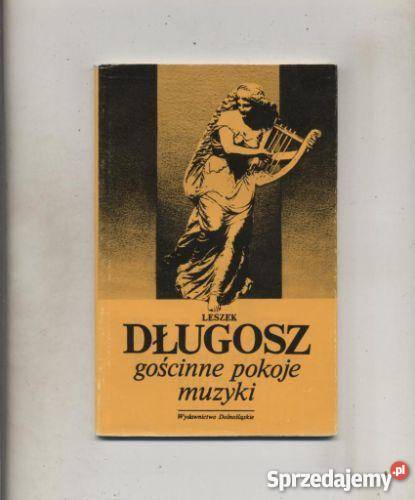 LESZEK
DŁUGOSZ
gościnne pokoje
muzyki
Wydawnictwo Dolnośląskie
Sprzedajemy.pl